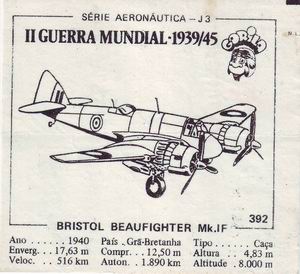 SÉRIE AERONÁUTICA - J3
II GUERRA MUNDIAL·1939/45
392
BRISTOL BEAUFIGHTER Mk.IF
Ano ...... 1940 País . Grã-Bretanha Tipo ...... Caça
Enverg. ... 17,63 m Compr. .. 12,50 m Altura .... 4,83 m
Veloc. .. 516 km Auton. . 1.890 km Altitude . 8.000 m